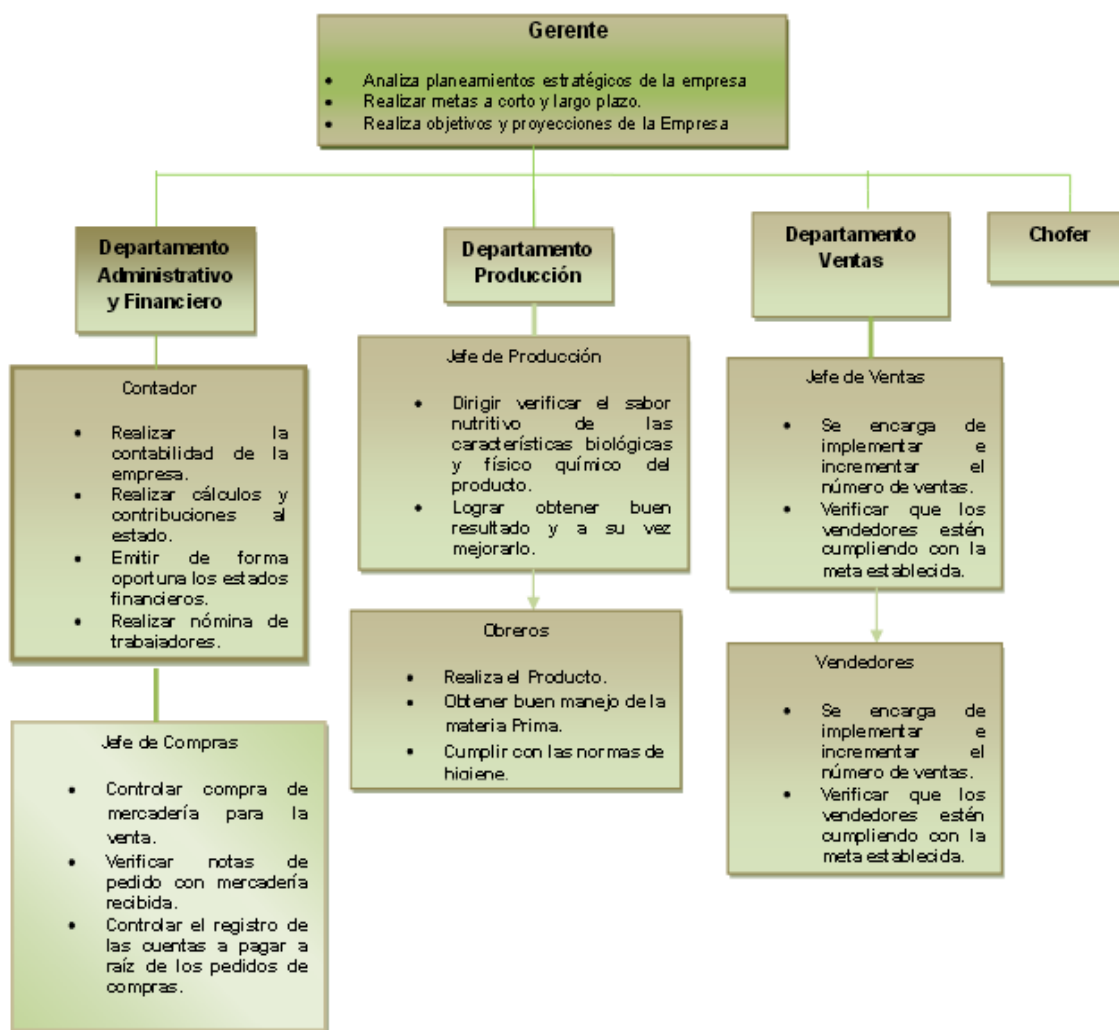 Gerente
• Analiza planeamientos estratégicos de la empresa
• Realizar metas a corto y largo plazo.
• Realiza objetivos y proyecciones de la Empresa
Departamento
Administrativo
y Financiero
Departamento
Producción
Departamento
Ventas
Chofer
Contador
• Realizar la
contabilidad de la
empresa.
• Realizar cálculos y
contribuciones al
estado.
• Emitir de forma
oportuna los estados
financieros.
• Realizar nómina de
trabajadores.
Jefe de Compras
• Controlar compra de
mercadería para la
venta.
• Verificar notas de
pedido con mercadería
recibida.
• Controlar el registro de
las cuentas a pagar a
raíz de los pedidos de
compras.
Jefe de Producción
• Dirigir verificar el sabor
nutritivo de las
características biológicas
y físico químico del
producto.
• Lograr obtener buen
resultado y a su vez
mejorarlo.
Obreros
• Realiza el Producto.
• Obtener buen manejo de la
materia Prima.
• Cumplir con las normas de
higiene.
Jefe de Ventas
• Se encarga de
implementar e
incrementar el
número de ventas.
• Verificar que los
vendedores estén
cumpliendo con la
meta establecida.
Vendedores
• Se encarga de
implementar e
incrementar el
número de ventas.
• Verificar que los
vendedores estén
cumpliendo con la
meta establecida.